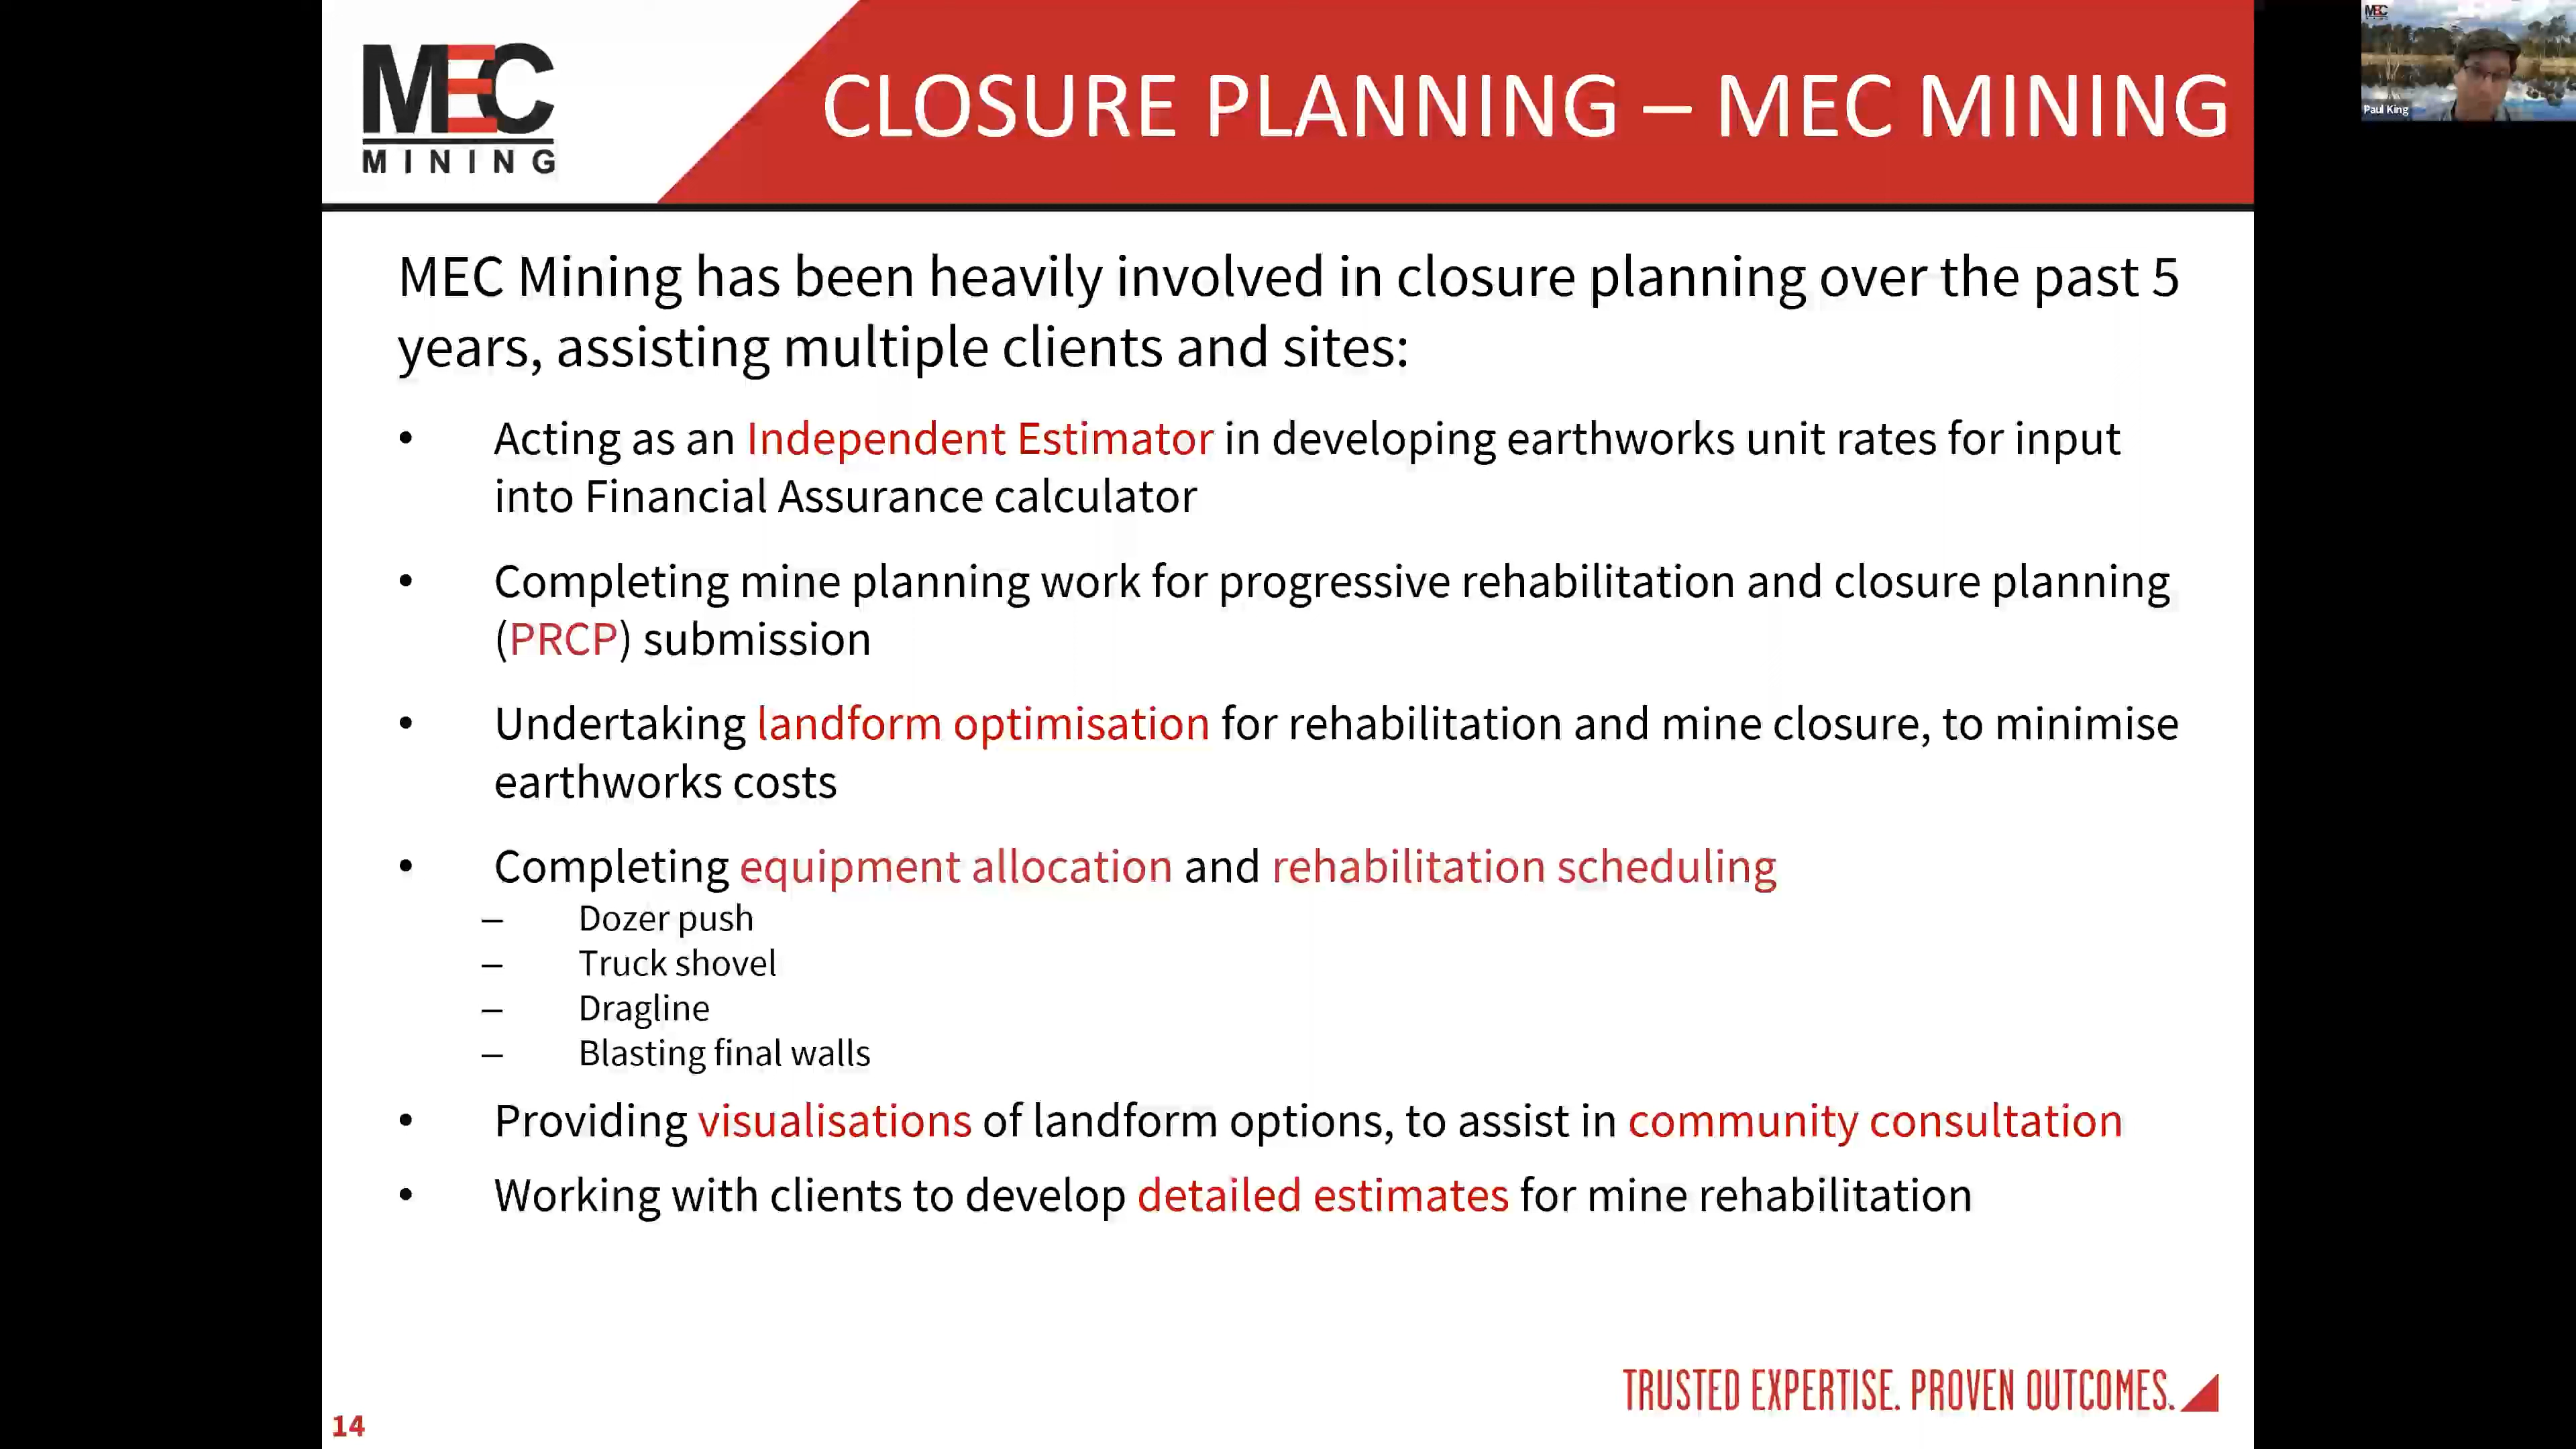 MEC
MINING
CLOSURE PLANNING – MEC MINING
MEC
Paul King
MEC Mining has been heavily involved in closure planning over the past 5
years, assisting multiple clients and sites:
• Acting as an Independent Estimator in developing earthworks unit rates for input
into Financial Assurance calculator
• Completing mine planning work for progressive rehabilitation and closure planning
(PRCP) submission
• Undertaking landform optimisation for rehabilitation and mine closure, to minimise
earthworks costs
• Completing equipment allocation and rehabilitation scheduling
– Dozer push
– Truck shovel
– Dragline
– Blasting final walls
• Providing visualisations of landform options, to assist in community consultation
• Working with clients to develop detailed estimates for mine rehabilitation
TRUSTED EXPERTISE. PROVEN OUTCOMES.
14